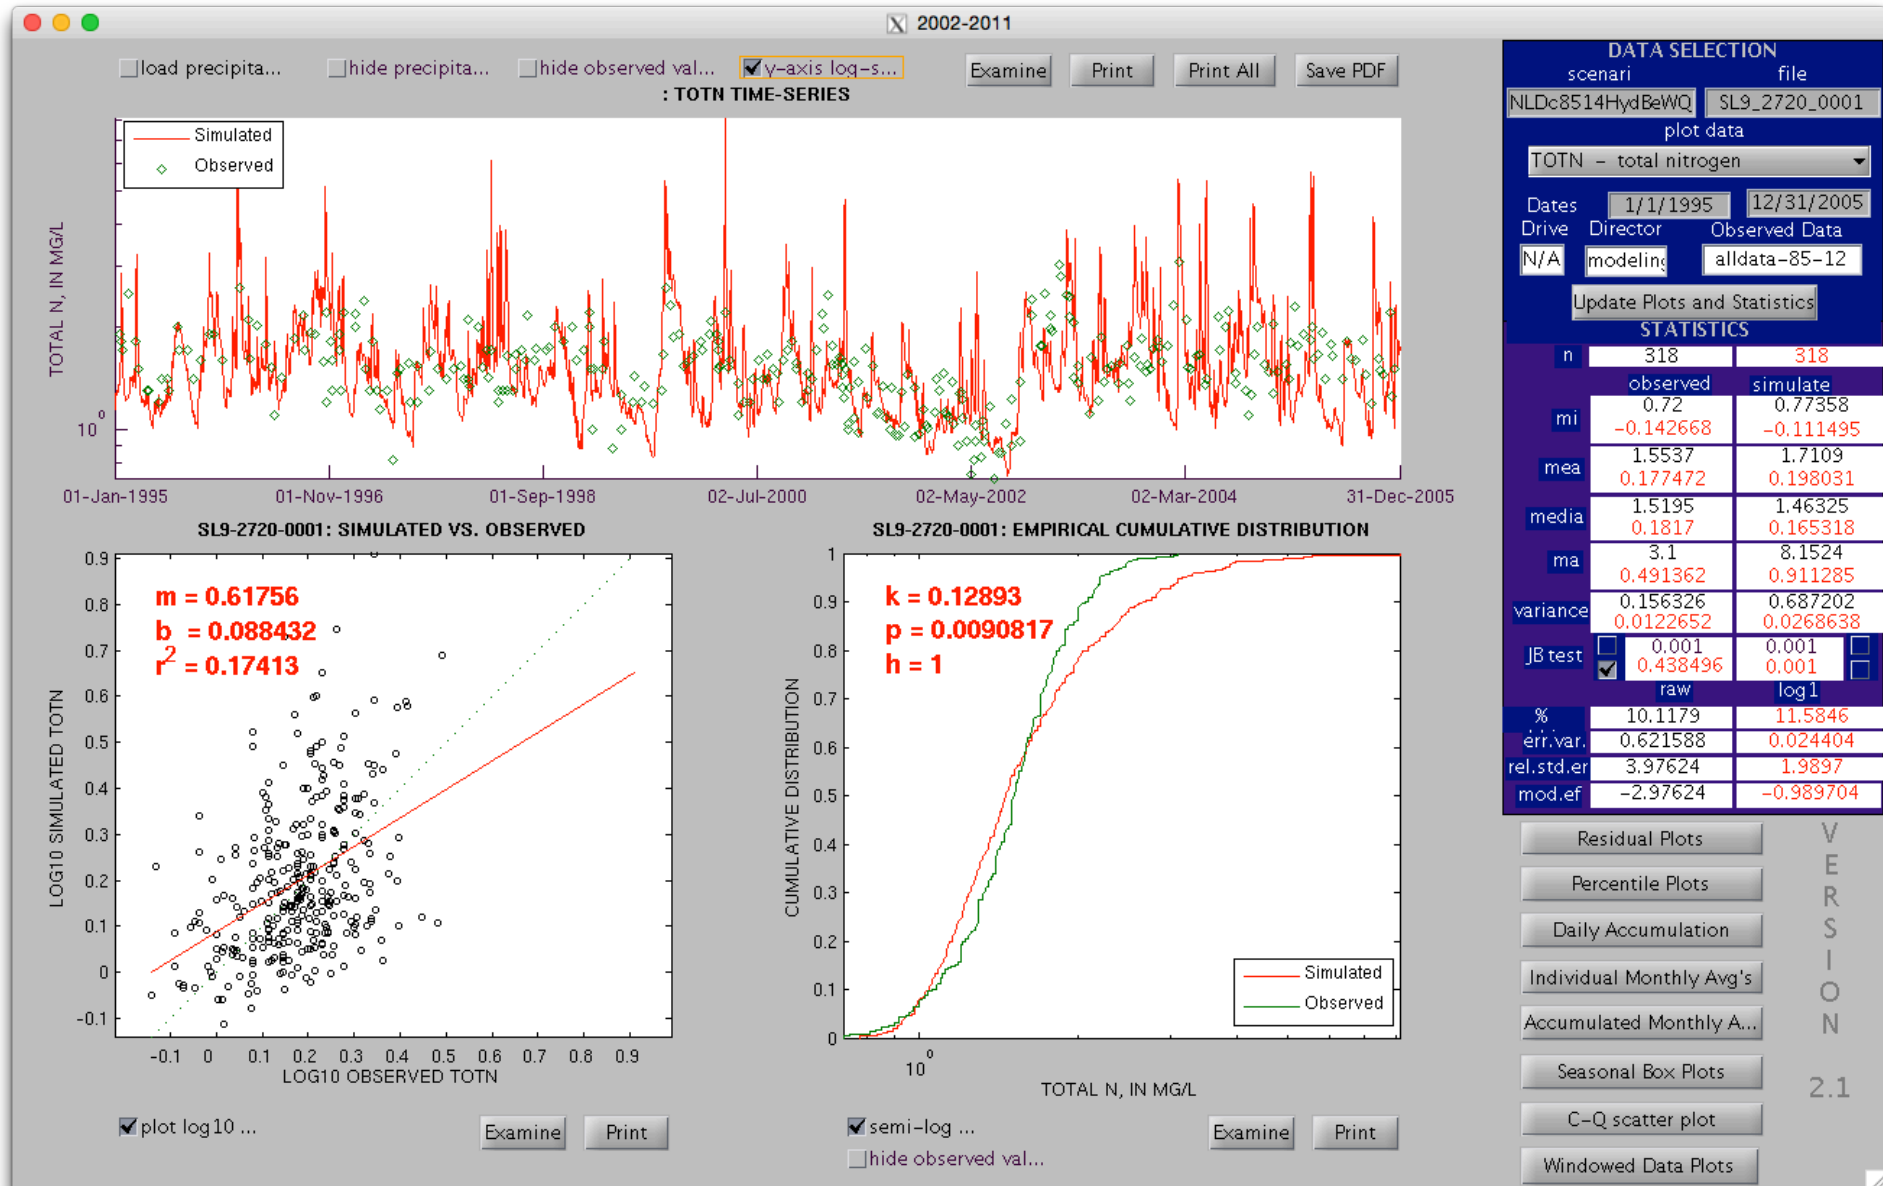 2002-2011
load precipita...
hide precipita...
hide observed val...
y-axis log-s...
Examine
Print
Print All
Save PDF
: TOTN TIME-SERIES
Simulated
Observed
TOTAL N, IN MG/L
10^0
01-Jan-1995 01-Nov-1996 01-Sep-1998 02-Jul-2000 02-May-2002 02-Mar-2004 31-Dec-2005
SL9-2720-0001: SIMULATED VS. OBSERVED
m = 0.61756
b = 0.088432
r^2 = 0.17413
LOG10 SIMULATED TOTN
0.9
0.8
0.7
0.6
0.5
0.4
0.3
0.2
0.1
0
-0.1
-0.1 0 0.1 0.2 0.3 0.4 0.5 0.6 0.7 0.8 0.9
LOG10 OBSERVED TOTN
plot log10 ...
Examine
Print
SL9-2720-0001: EMPIRICAL CUMULATIVE DISTRIBUTION
k = 0.12893
p = 0.0090817
h = 1
CUMULATIVE DISTRIBUTION
1
0.9
0.8
0.7
0.6
0.5
0.4
0.3
0.2
0.1
0
Simulated
Observed
10^0
TOTAL N, IN MG/L
semi-log ...
hide observed val...
Examine
Print
DATA SELECTION
scenari file
NLDc8514HydBeWQ SL9_2720_0001
plot data
TOTN - total nitrogen
Dates 1/1/1995 12/31/2005
Drive Director Observed Data
N/A modeling alldata-85-12
Update Plots and Statistics
STATISTICS
n 318 318
observed simulate
mi 0.72 0.77358
-0.142668 -0.111495
mea 1.5537 1.7109
0.177472 0.198031
media 1.5195 1.46325
0.1817 0.165318
ma 3.1 8.1524
0.491362 0.911285
variance 0.156326 0.687202
0.0122652 0.0268638
JB test 0.001 0.001
0.438496 0.001
raw log1
% 10.1179 11.5846
err.var. 0.621588 0.024404
rel.std.er 3.97624 1.9897
mod.ef -2.97624 -0.989704
Residual Plots
Percentile Plots
Daily Accumulation
Individual Monthly Avg's
Accumulated Monthly A...
Seasonal Box Plots
C-Q scatter plot
Windowed Data Plots
VERSION
2.1